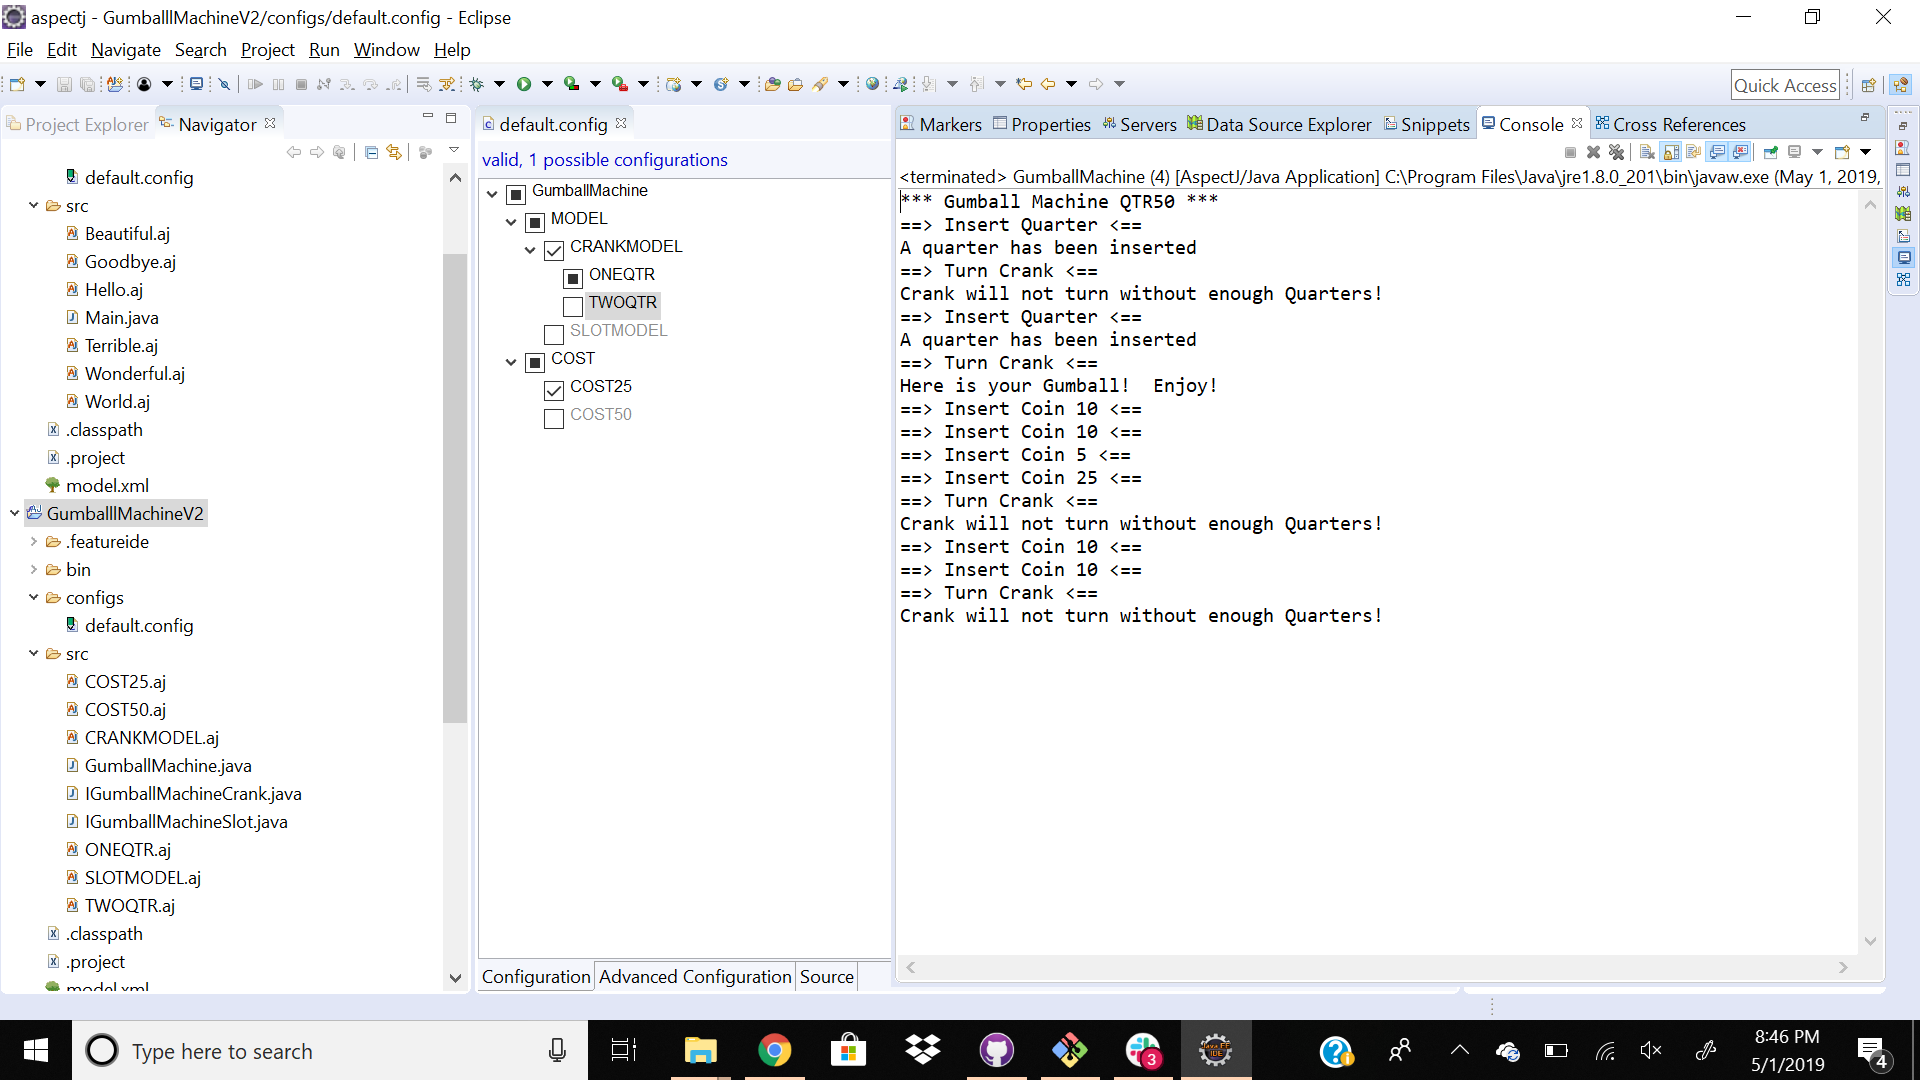 aspectj - GumballlMachineV2/configs/default.config - Eclipse
File Edit Navigate Search Project Run Window Help
Quick Access
Project Explorer Navigator
default.config
src
Beautiful.aj
Goodbye.aj
Hello.aj
Main.java
Terrible.aj
Wonderful.aj
World.aj
.classpath
.project
model.xml
GumballlMachineV2
.featureide
bin
configs
default.config
src
COST25.aj
COST50.aj
CRANKMODEL.aj
GumballMachine.java
IGumballMachineCrank.java
IGumballMachineSlot.java
ONEQTR.aj
SLOTMODEL.aj
TWOQTR.aj
.classpath
.project
model.xml
default.config
valid, 1 possible configurations
GumballMachine
MODEL
CRANKMODEL
ONEQTR
TWOQTR
SLOTMODEL
COST
COST25
COST50
Configuration Advanced Configuration Source
Markers Properties Servers Data Source Explorer Snippets Console Cross References
<terminated> GumballMachine (4) [AspectJ/Java Application] C:\Program Files\Java\jre1.8.0_201\bin\javaw.exe (May 1, 2019,
*** Gumball Machine QTR50 ***
==> Insert Quarter <==
A quarter has been inserted
==> Turn Crank <==
Crank will not turn without enough Quarters!
==> Insert Quarter <==
A quarter has been inserted
==> Turn Crank <==
Here is your Gumball!  Enjoy!
==> Insert Coin 10 <==
==> Insert Coin 10 <==
==> Insert Coin 5 <==
==> Insert Coin 25 <==
==> Turn Crank <==
Crank will not turn without enough Quarters!
==> Insert Coin 10 <==
==> Insert Coin 10 <==
==> Turn Crank <==
Crank will not turn without enough Quarters!
Type here to search
3
Java EE
IDE
8:46 PM
5/1/2019
4